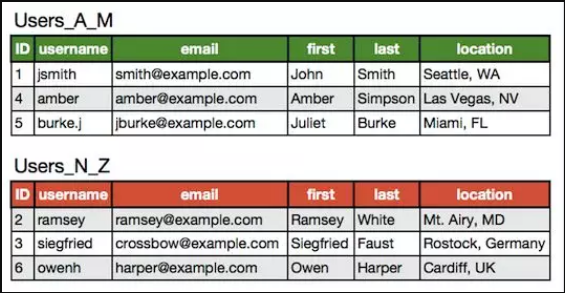 Users_A_M
ID username email first last location
1 jsmith smith@example.com John Smith Seattle, WA
4 amber amber@example.com Amber Simpson Las Vegas, NV
5 burke.j jburke@example.com Juliet Burke Miami, FL
Users_N_Z
ID username email first last location
2 ramsey ramsey@example.com Ramsey White Mt. Airy, MD
3 siegfried crossbow@example.com Siegfried Faust Rostock, Germany
6 owenh harper@example.com Owen Harper Cardiff, UK